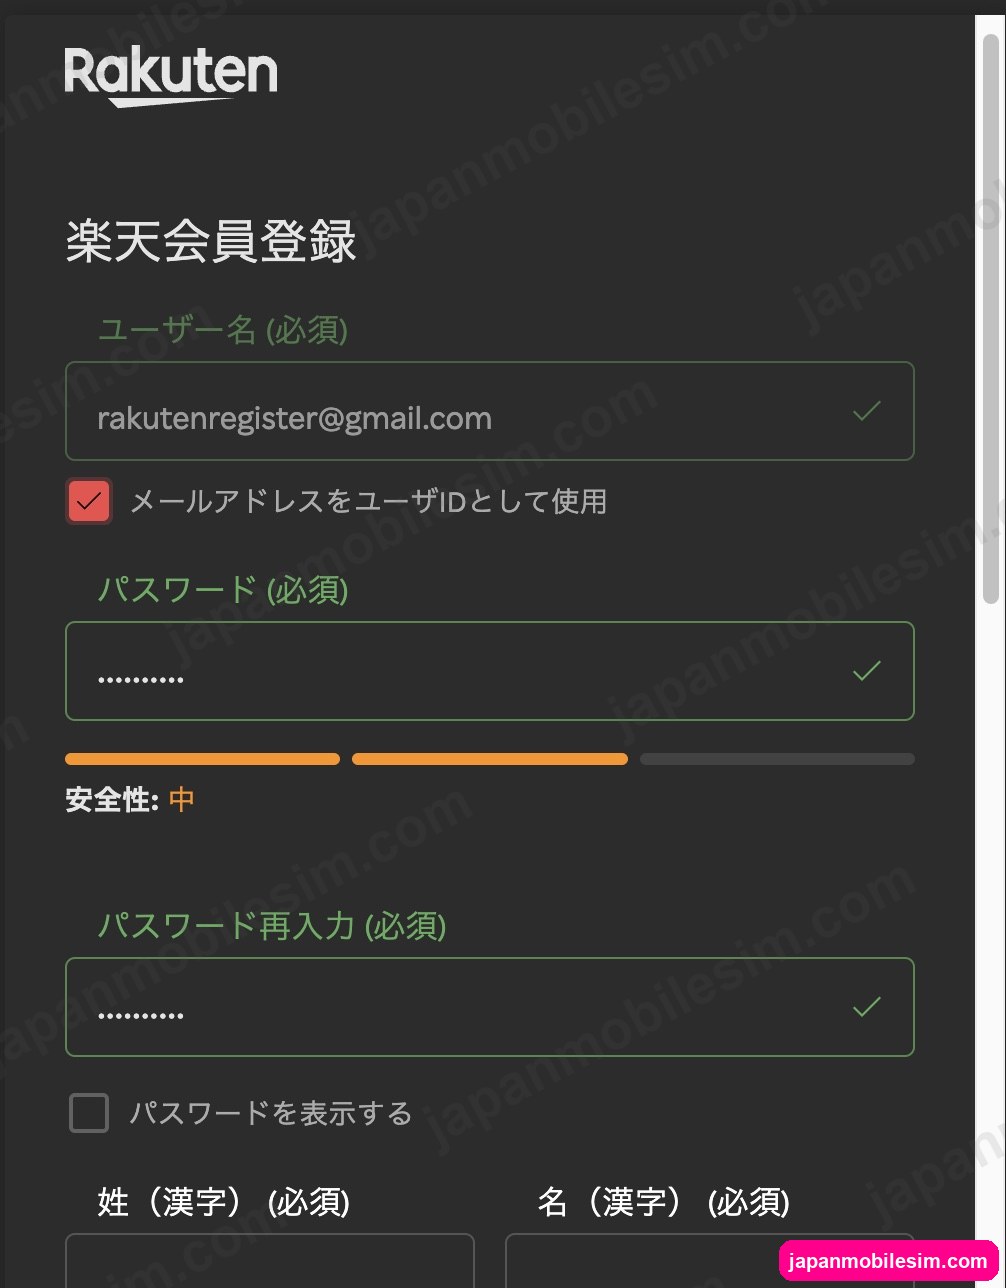 Rakuten
楽天会員登録
ユーザー名 (必須)
rakutenregister@gmail.com
メールアドレスをユーザIDとして使用
パスワード (必須)
••••••••••
安全性: 中
パスワード再入力 (必須)
••••••••••
パスワードを表示する
姓（漢字） (必須)
名（漢字） (必須)
japanmobilesim.com